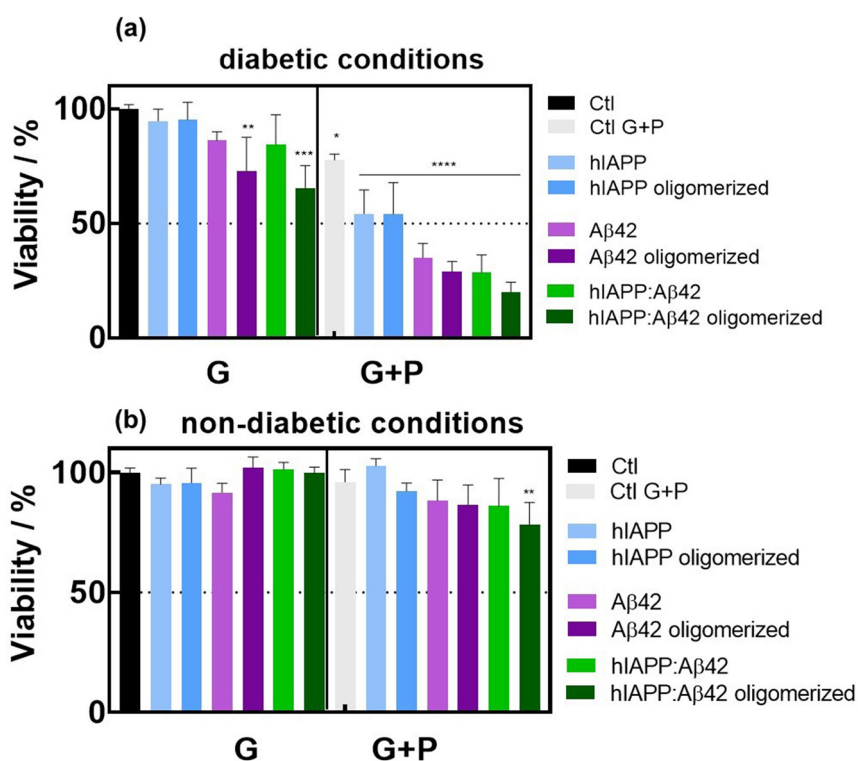 (a)
diabetic conditions
Viability / %
100
50
0
**
***
*
****
G
G+P
Ctl
Ctl G+P
hIAPP
hIAPP oligomerized
Aβ42
Aβ42 oligomerized
hIAPP:Aβ42
hIAPP:Aβ42 oligomerized
(b)
non-diabetic conditions
Viability / %
100
50
0
**
G
G+P
Ctl
Ctl G+P
hIAPP
hIAPP oligomerized
Aβ42
Aβ42 oligomerized
hIAPP:Aβ42
hIAPP:Aβ42 oligomerized